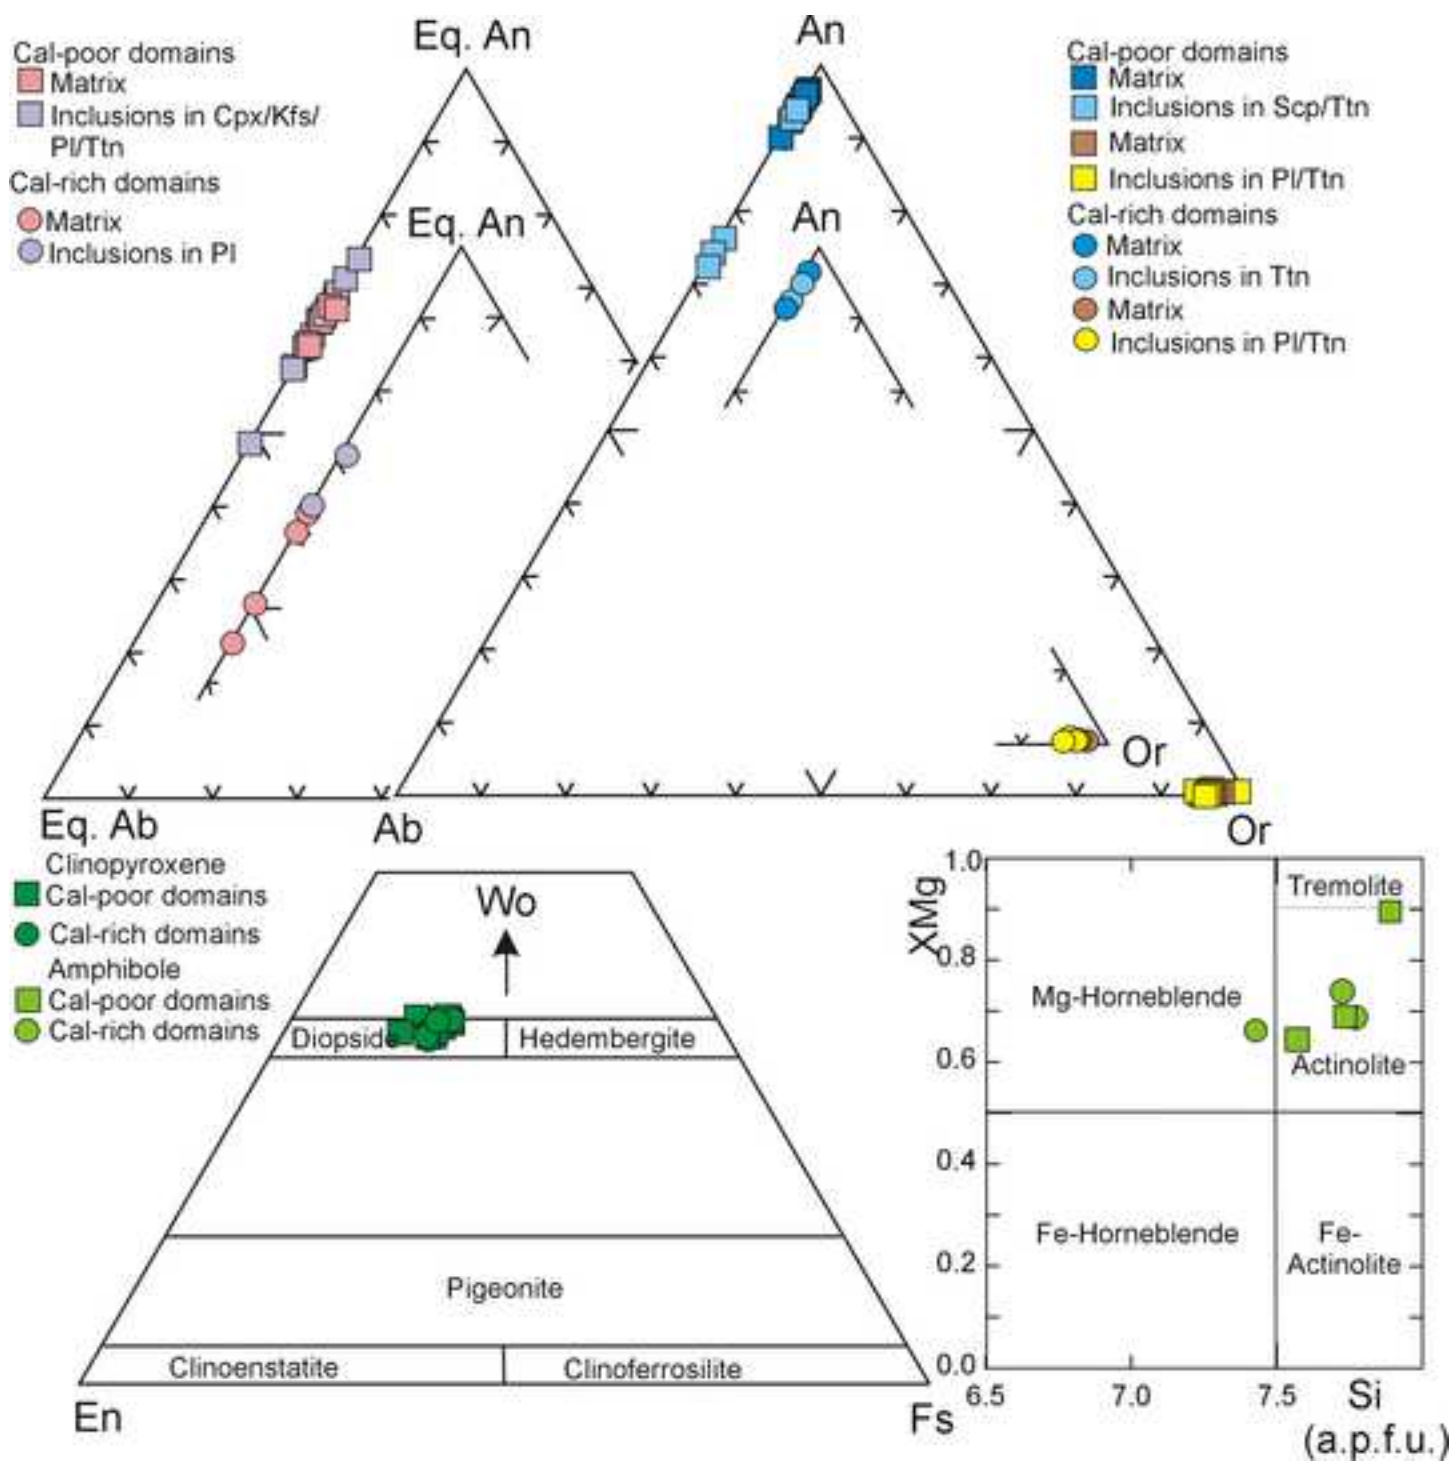 Eq. An
An
Cal-poor domains
Matrix
Inclusions in Cpx/Kfs/
Pl/Ttn
Cal-rich domains
Matrix
Inclusions in Pl
Eq. An
An
Cal-poor domains
Matrix
Inclusions in Scp/Ttn
Matrix
Inclusions in Pl/Ttn
Cal-rich domains
Matrix
Inclusions in Ttn
Matrix
Inclusions in Pl/Ttn
Or
Eq. Ab
Ab
Or
Clinopyroxene
Cal-poor domains
Cal-rich domains
Amphibole
Cal-poor domains
Cal-rich domains
Wo
Diopside
Hedembergite
Pigeonite
Clinoenstatite
Clinoferrosilite
En
Fs
XMg
1.0
0.8
0.6
0.4
0.2
0.0
Tremolite
Mg-Horneblende
Actinolite
Fe-Horneblende
Fe-
Actinolite
6.5
7.0
7.5
Si
(a.p.f.u.)